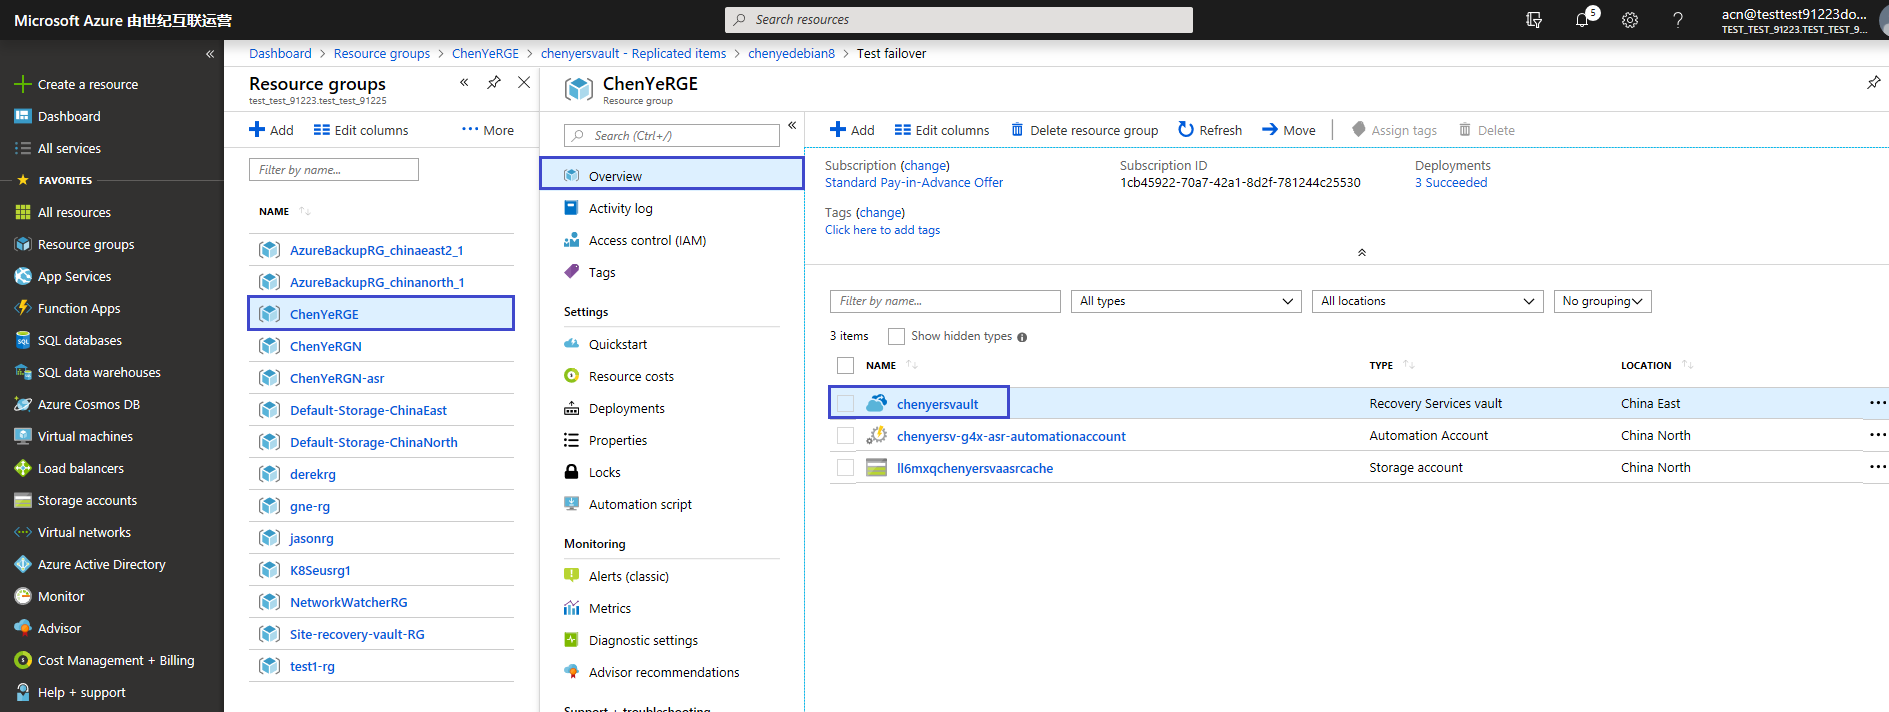 Microsoft Azure 由世纪互联运营
Search resources
5
acn@testtest91223do...
TEST_TEST_91223.TEST_TEST_9...
Create a resource
Dashboard
All services
FAVORITES
All resources
Resource groups
App Services
Function Apps
SQL databases
SQL data warehouses
Azure Cosmos DB
Virtual machines
Load balancers
Storage accounts
Virtual networks
Azure Active Directory
Monitor
Advisor
Cost Management + Billing
Help + support
Dashboard > Resource groups > ChenYeRGE > chenyersvault - Replicated items > chenyedebian8 > Test failover
Resource groups
test_test_91223.test_test_91225
Add Edit columns ••• More
Filter by name...
NAME
AzureBackupRG_chinaeast2_1
AzureBackupRG_chinanorth_1
ChenYeRGE
ChenYeRGN
ChenYeRGN-asr
Default-Storage-ChinaEast
Default-Storage-ChinaNorth
derekrg
gne-rg
jasonrg
K8Seusrg1
NetworkWatcherRG
Site-recovery-vault-RG
test1-rg
ChenYeRGE
Resource group
Search (Ctrl+/)
Overview
Activity log
Access control (IAM)
Tags
Settings
Quickstart
Resource costs
Deployments
Properties
Locks
Automation script
Monitoring
Alerts (classic)
Metrics
Diagnostic settings
Advisor recommendations
Support + troubleshooting
Add Edit columns Delete resource group Refresh Move Assign tags Delete
Subscription (change)
Standard Pay-in-Advance Offer
Subscription ID
1cb45922-70a7-42a1-8d2f-781244c25530
Deployments
3 Succeeded
Tags (change)
Click here to add tags
Filter by name... All types All locations No grouping
3 items Show hidden types
NAME TYPE LOCATION
chenyersvault Recovery Services vault China East •••
chenyersv-g4x-asr-automationaccount Automation Account China North •••
ll6mxqchenyersvaasrcache Storage account China North •••